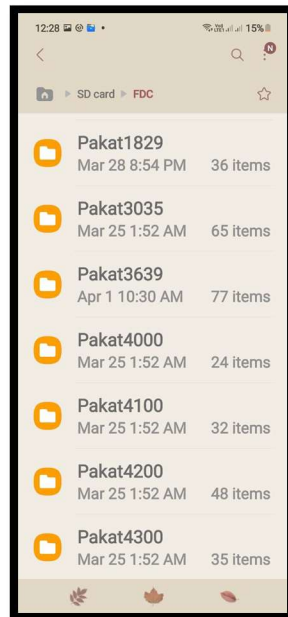 12:28 15%
N
SD card FDC
Pakat1829
Mar 28 8:54 PM 36 items
Pakat3035
Mar 25 1:52 AM 65 items
Pakat3639
Apr 1 10:30 AM 77 items
Pakat4000
Mar 25 1:52 AM 24 items
Pakat4100
Mar 25 1:52 AM 32 items
Pakat4200
Mar 25 1:52 AM 48 items
Pakat4300
Mar 25 1:52 AM 35 items